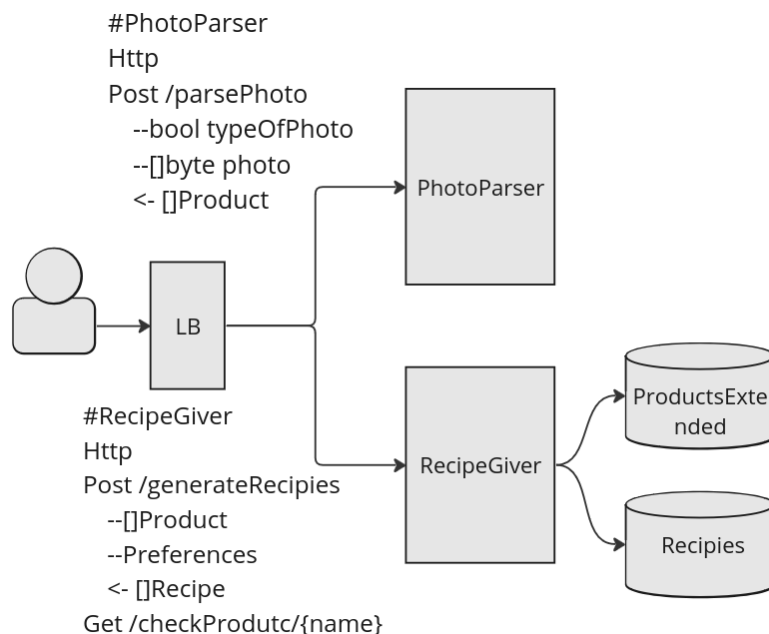 #PhotoParser
Http
Post /parsePhoto
--bool typeOfPhoto
--[]byte photo
<- []Product
PhotoParser
LB
#RecipeGiver
Http
Post /generateRecipies
--[]Product
--Preferences
<- []Recipe
Get /checkProdutc/{name}
RecipeGiver
ProductsExte
nded
Recipies